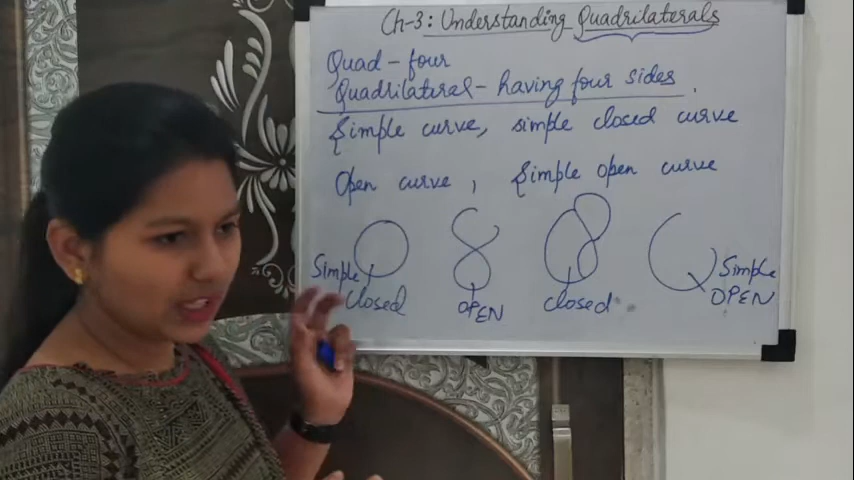 Ch-3: Understanding Quadrilaterals
Quad - four
Quadrilateral - having four sides
Simple curve, simple closed curve
Open curve, Simple open curve
Simple closed
OPEN
closed
Simple OPEN